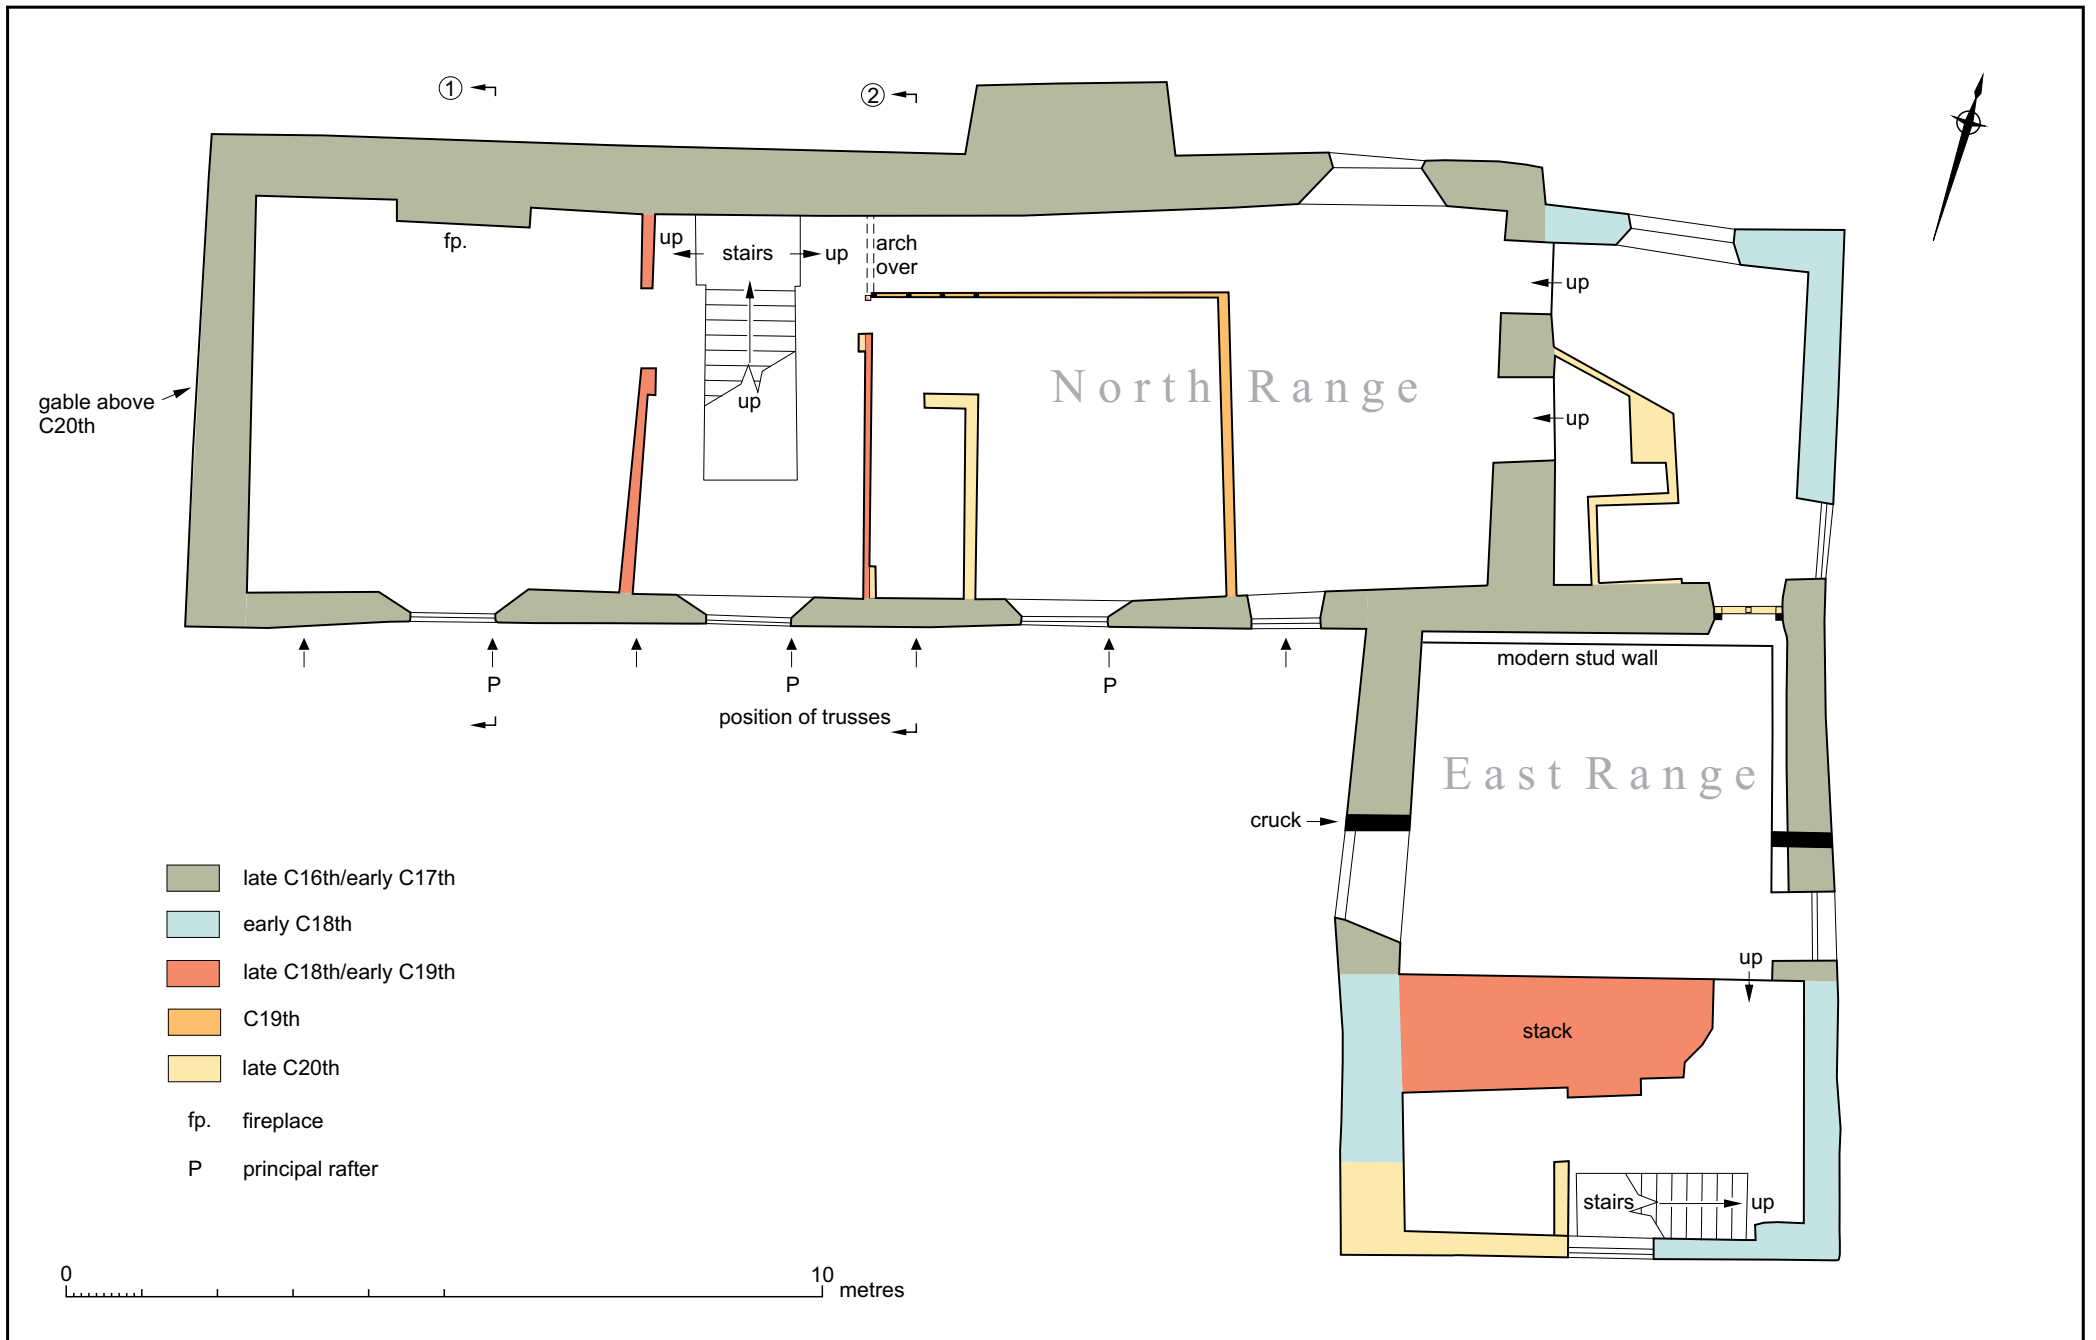 1
2
fp.
up
stairs
up
arch
over
up
up
up
gable above
C20th
North Range
P
P
P
position of trusses
modern stud wall
East Range
cruck
up
stack
stairs
up
late C16th/early C17th
early C18th
late C18th/early C19th
C19th
late C20th
fp. fireplace
P principal rafter
0 10 metres